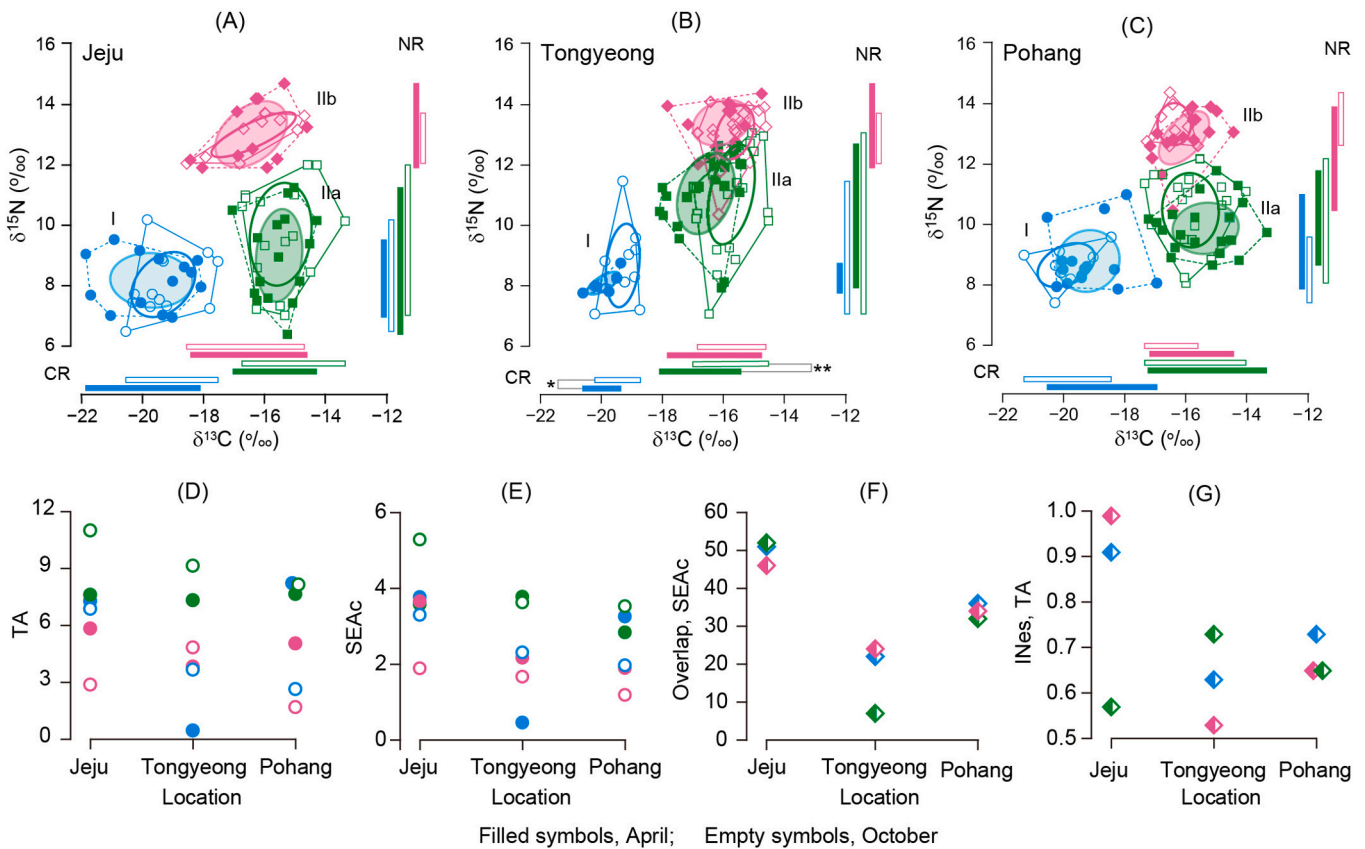 (A)
(B)
(C)
Jeju
Tongyeong
Pohang
NR
NR
NR
16
14
12
10
8
6
δ¹⁵N (‰)
IIb
IIa
I
CR
−22 −20 −18 −16 −14 −12
δ¹³C (‰)
16
14
12
10
8
6
δ¹⁵N (‰)
IIb
IIa
I
CR
*
**
−22 −20 −18 −16 −14 −12
δ¹³C (‰)
16
14
12
10
8
6
δ¹⁵N (‰)
IIb
IIa
I
CR
−22 −20 −18 −16 −14 −12
δ¹³C (‰)
(D)
12
9
6
3
0
TA
Jeju Tongyeong Pohang
Location
(E)
6
4
2
0
SEAc
Jeju Tongyeong Pohang
Location
(F)
60
50
40
30
20
10
0
Overlap, SEAc
Jeju Tongyeong Pohang
Location
(G)
1.0
0.9
0.8
0.7
0.6
0.5
INes, TA
Jeju Tongyeong Pohang
Location
Filled symbols, April; Empty symbols, October